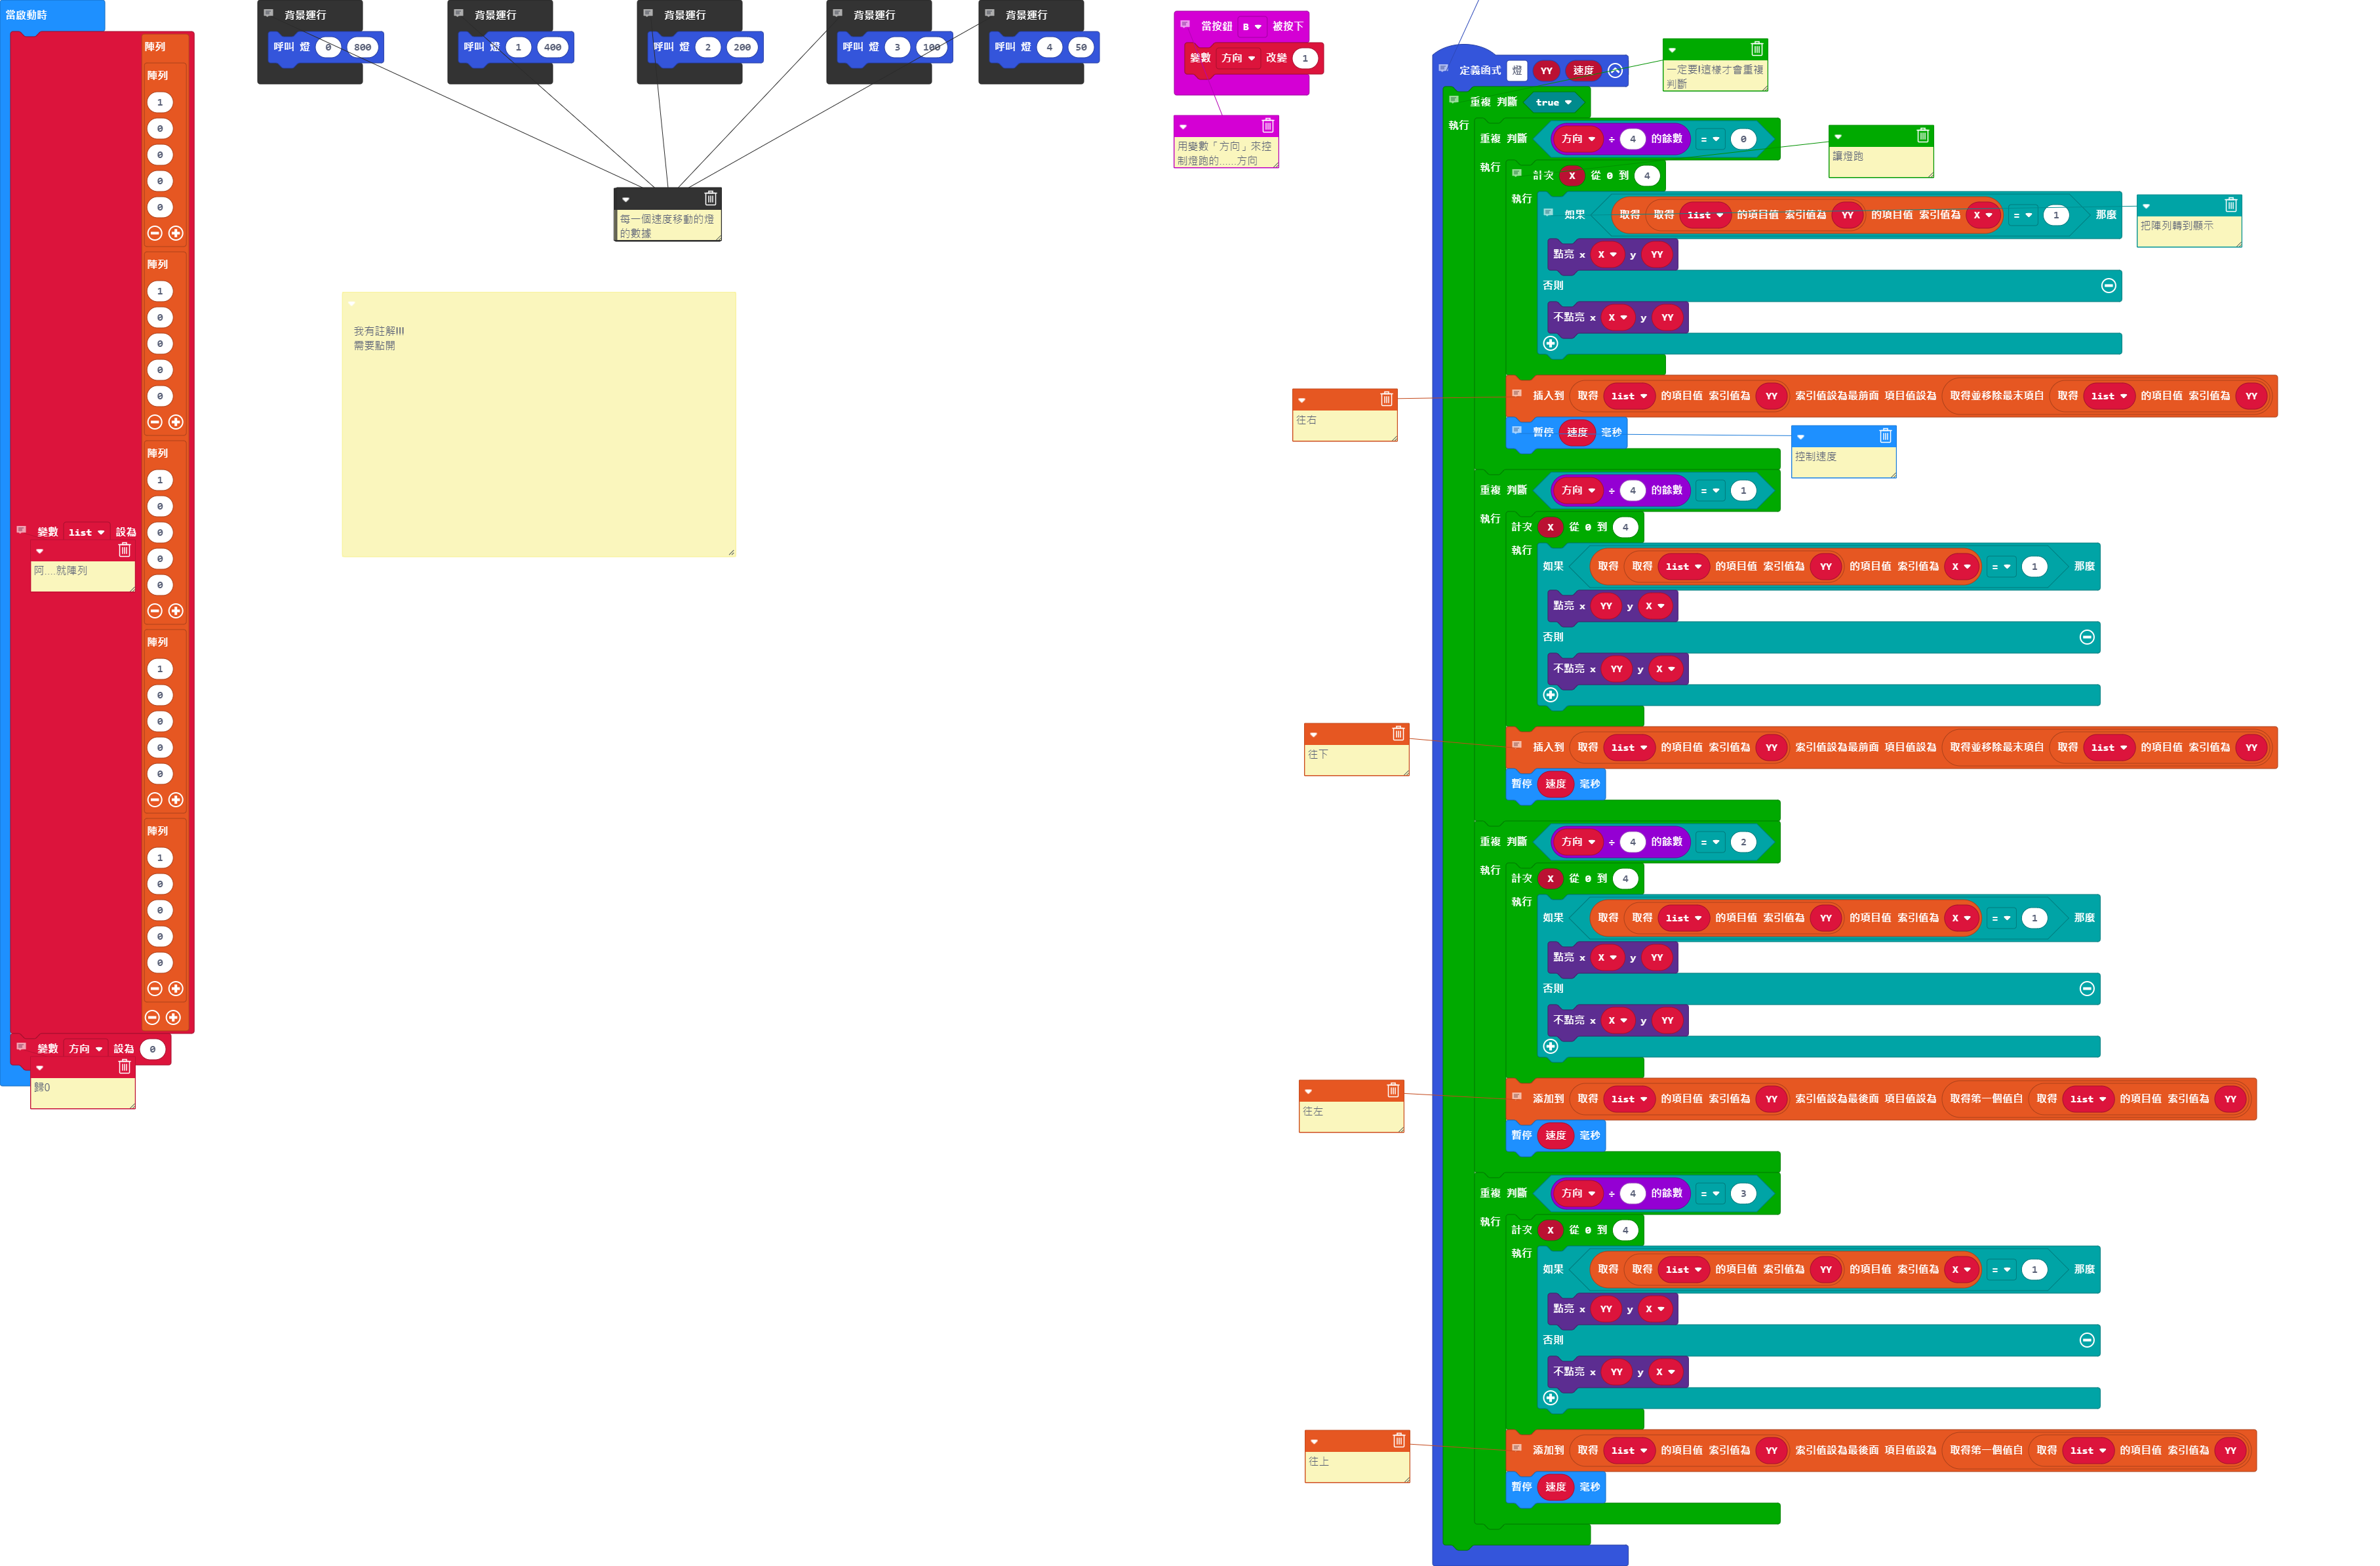 當啟動時
變數 list 設為
陣列
陣列
1
0
0
0
0
陣列
1
0
0
0
0
陣列
1
0
0
0
0
陣列
1
0
0
0
0
陣列
1
0
0
0
0
阿....就陣列
變數 方向 設為 0
歸0
背景運行
呼叫 燈 0 800
背景運行
呼叫 燈 1 400
背景運行
呼叫 燈 2 200
背景運行
呼叫 燈 3 100
背景運行
呼叫 燈 4 50
每一個速度移動的燈
的數據
我有註解!!!
需要點開
當按鈕 B 被按下
變數 方向 改變 1
用變數「方向」來控
制燈跑的......方向
定義函式 燈 YY 速度
一定要!這樣才會重複
判斷
重複 判斷 true
執行
重複 判斷 方向 ÷ 4 的餘數 = 0
執行
讓燈跑
計次 X 從 0 到 4
執行
如果 取得 取得 list 的項目值 索引值為 YY 的項目值 索引值為 X = 1 那麼
把陣列轉到顯示
點亮 x X y YY
否則
不點亮 x X y YY
插入到 取得 list 的項目值 索引值為 YY 索引值設為最前面 項目值設為 取得並移除最末項自 取得 list 的項目值 索引值為 YY
往右
暫停 速度 毫秒
控制速度
重複 判斷 方向 ÷ 4 的餘數 = 1
執行
計次 X 從 0 到 4
執行
如果 取得 取得 list 的項目值 索引值為 YY 的項目值 索引值為 X = 1 那麼
點亮 x YY y X
否則
不點亮 x YY y X
插入到 取得 list 的項目值 索引值為 YY 索引值設為最前面 項目值設為 取得並移除最末項自 取得 list 的項目值 索引值為 YY
往下
暫停 速度 毫秒
重複 判斷 方向 ÷ 4 的餘數 = 2
執行
計次 X 從 0 到 4
執行
如果 取得 取得 list 的項目值 索引值為 YY 的項目值 索引值為 X = 1 那麼
點亮 x X y YY
否則
不點亮 x X y YY
添加到 取得 list 的項目值 索引值為 YY 索引值設為最後面 項目值設為 取得第一個值自 取得 list 的項目值 索引值為 YY
往左
暫停 速度 毫秒
重複 判斷 方向 ÷ 4 的餘數 = 3
執行
計次 X 從 0 到 4
執行
如果 取得 取得 list 的項目值 索引值為 YY 的項目值 索引值為 X = 1 那麼
點亮 x YY y X
否則
不點亮 x YY y X
添加到 取得 list 的項目值 索引值為 YY 索引值設為最後面 項目值設為 取得第一個值自 取得 list 的項目值 索引值為 YY
往上
暫停 速度 毫秒